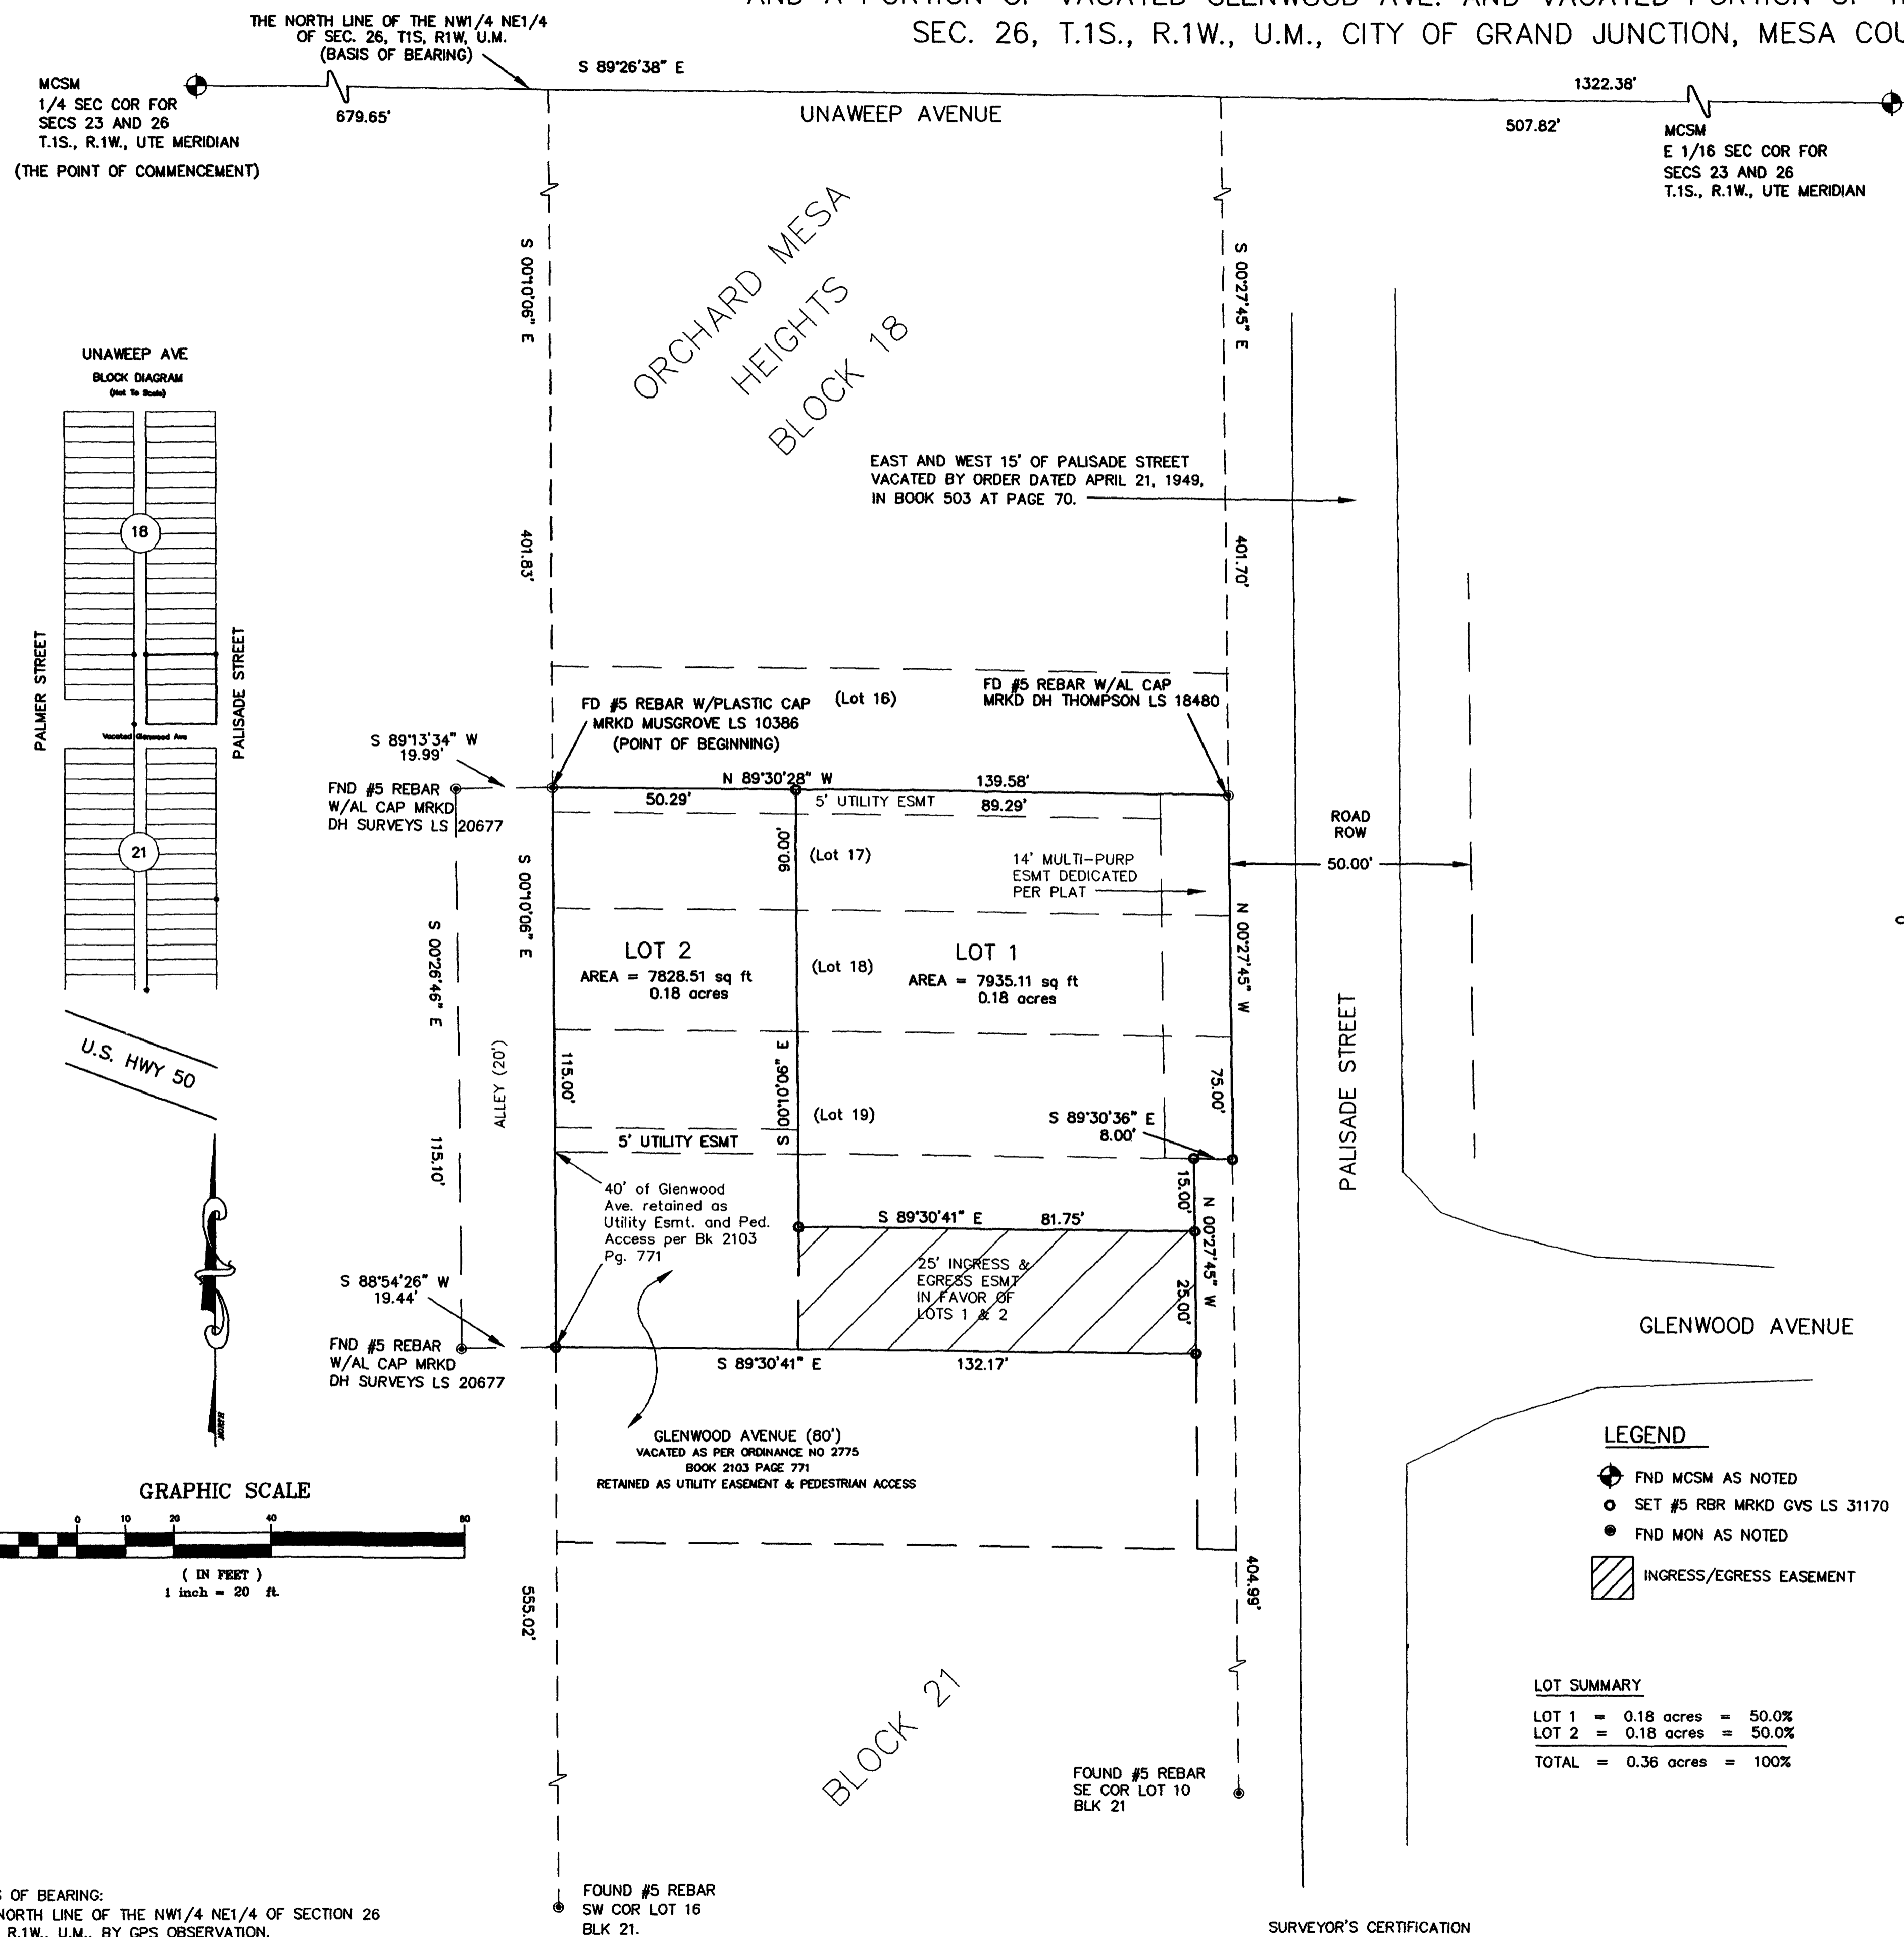 AND A PORTION OF VACATED GLENWOOD AVE. AND VACATED PORTION OF
SEC. 26, T.1S., R.1W., U.M., CITY OF GRAND JUNCTION, MESA COU
THE NORTH LINE OF THE NW1/4 NE1/4
OF SEC. 26, T1S, R1W, U.M.
(BASIS OF BEARING)
S 89°26'38" E
MCSM
1/4 SEC COR FOR
SECS 23 AND 26
T.1S., R.1W., UTE MERIDIAN
(THE POINT OF COMMENCEMENT)
679.65'
UNAWEEP AVENUE
1322.38'
507.82'
MCSM
E 1/16 SEC COR FOR
SECS 23 AND 26
T.1S., R.1W., UTE MERIDIAN
ORCHARD MESA
HEIGHTS
BLOCK 18
S 00°10'06" E
401.83'
S 00°27'45" E
401.70'
UNAWEEP AVE
BLOCK DIAGRAM
(Not To Scale)
18
PALMER STREET
PALISADE STREET
Vacated Glenwood Ave
21
U.S. HWY 50
EAST AND WEST 15' OF PALISADE STREET
VACATED BY ORDER DATED APRIL 21, 1949,
IN BOOK 503 AT PAGE 70.
FD #5 REBAR W/PLASTIC CAP
MRKD MUSGROVE LS 10386
(POINT OF BEGINNING)
(Lot 16)
FD #5 REBAR W/AL CAP
MRKD DH THOMPSON LS 18480
S 89°13'34" W
19.99'
FND #5 REBAR
W/AL CAP MRKD
DH SURVEYS LS 20677
N 89°30'28" W
139.58'
50.29'
5' UTILITY ESMT
89.29'
90.00'
(Lot 17)
14' MULTI-PURP
ESMT DEDICATED
PER PLAT
ROAD
ROW
50.00'
S 00°10'06" E
S 00°26'46" E
N 00°27'45" W
LOT 2
AREA = 7828.51 sq ft
0.18 acres
(Lot 18)
LOT 1
AREA = 7935.11 sq ft
0.18 acres
PALISADE STREET
ALLEY (20')
115.00'
S 00°10'06" E
75.00'
(Lot 19)
S 89°30'36" E
8.00'
5' UTILITY ESMT
115.10'
15.00'
40' of Glenwood
Ave. retained as
Utility Esmt. and Ped.
Access per Bk 2103
Pg. 771
S 89°30'41" E
81.75'
N 00°27'45" W
25' INGRESS &
EGRESS ESMT
IN FAVOR OF
LOTS 1 & 2
25.00'
S 88°54'26" W
19.44'
FND #5 REBAR
W/AL CAP MRKD
DH SURVEYS LS 20677
S 89°30'41" E
132.17'
GLENWOOD AVENUE
GLENWOOD AVENUE (80')
VACATED AS PER ORDINANCE NO 2775
BOOK 2103 PAGE 771
RETAINED AS UTILITY EASEMENT & PEDESTRIAN ACCESS
GRAPHIC SCALE
0 10 20 40 80
( IN FEET )
1 inch = 20 ft.
LEGEND
FND MCSM AS NOTED
SET #5 RBR MRKD GVS LS 31170
FND MON AS NOTED
INGRESS/EGRESS EASEMENT
555.02'
404.99'
BLOCK 21
LOT SUMMARY
LOT 1 = 0.18 acres = 50.0%
LOT 2 = 0.18 acres = 50.0%
TOTAL = 0.36 acres = 100%
FOUND #5 REBAR
SE COR LOT 10
BLK 21
FOUND #5 REBAR
SW COR LOT 16
BLK 21.
OF BEARING:
NORTH LINE OF THE NW1/4 NE1/4 OF SECTION 26
R.1W., U.M., BY GPS OBSERVATION.
SURVEYOR'S CERTIFICATION